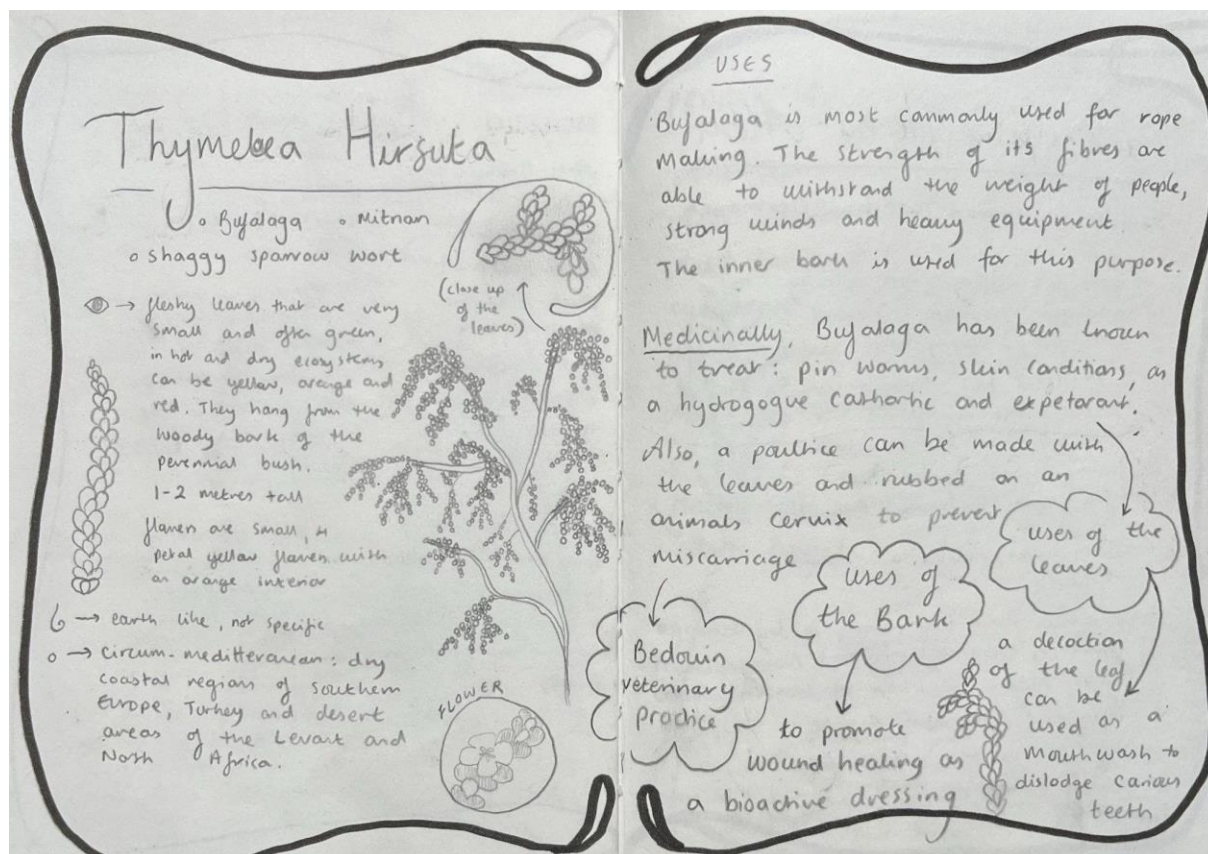 Thymelea Hirsuta
o Bufalaga o Mitnan
o shaggy sparrow wort
(close up
of the
leaves)
→ fleshy leaves that are very
small and often green,
in hot and dry ecosystems
can be yellow, orange and
red. They hang from the
woody bark of the
perennial bush.
1-2 metres tall
flower are small, 4
petal yellow flower with
an orange interior
→ earth like, not specific
o → circum-meditteranean: dry
coastal regions of Southern
Europe, Turkey and desert
areas of the Levant and
North Africa.
FLOWER
USES
Bufalaga is most commonly used for rope
making. The strength of its fibres are
able to withstand the weight of people,
strong winds and heavy equipment
The inner bark is used for this purpose.
Medicinally, Bufalaga has been known
to treat: pin worms, skin conditions, as
a hydrogogue cathartic and expetorant.
Also, a poultice can be made with
the leaves and rubbed on an
animals cervix to prevent
miscarriage
Bedouin
veterinary
practice
uses of
the Bark
to promote
wound healing as
a bioactive dressing
uses of the
leaves
a decoction
of the leaf
can be
used as a
mouthwash to
dislodge carious
teeth